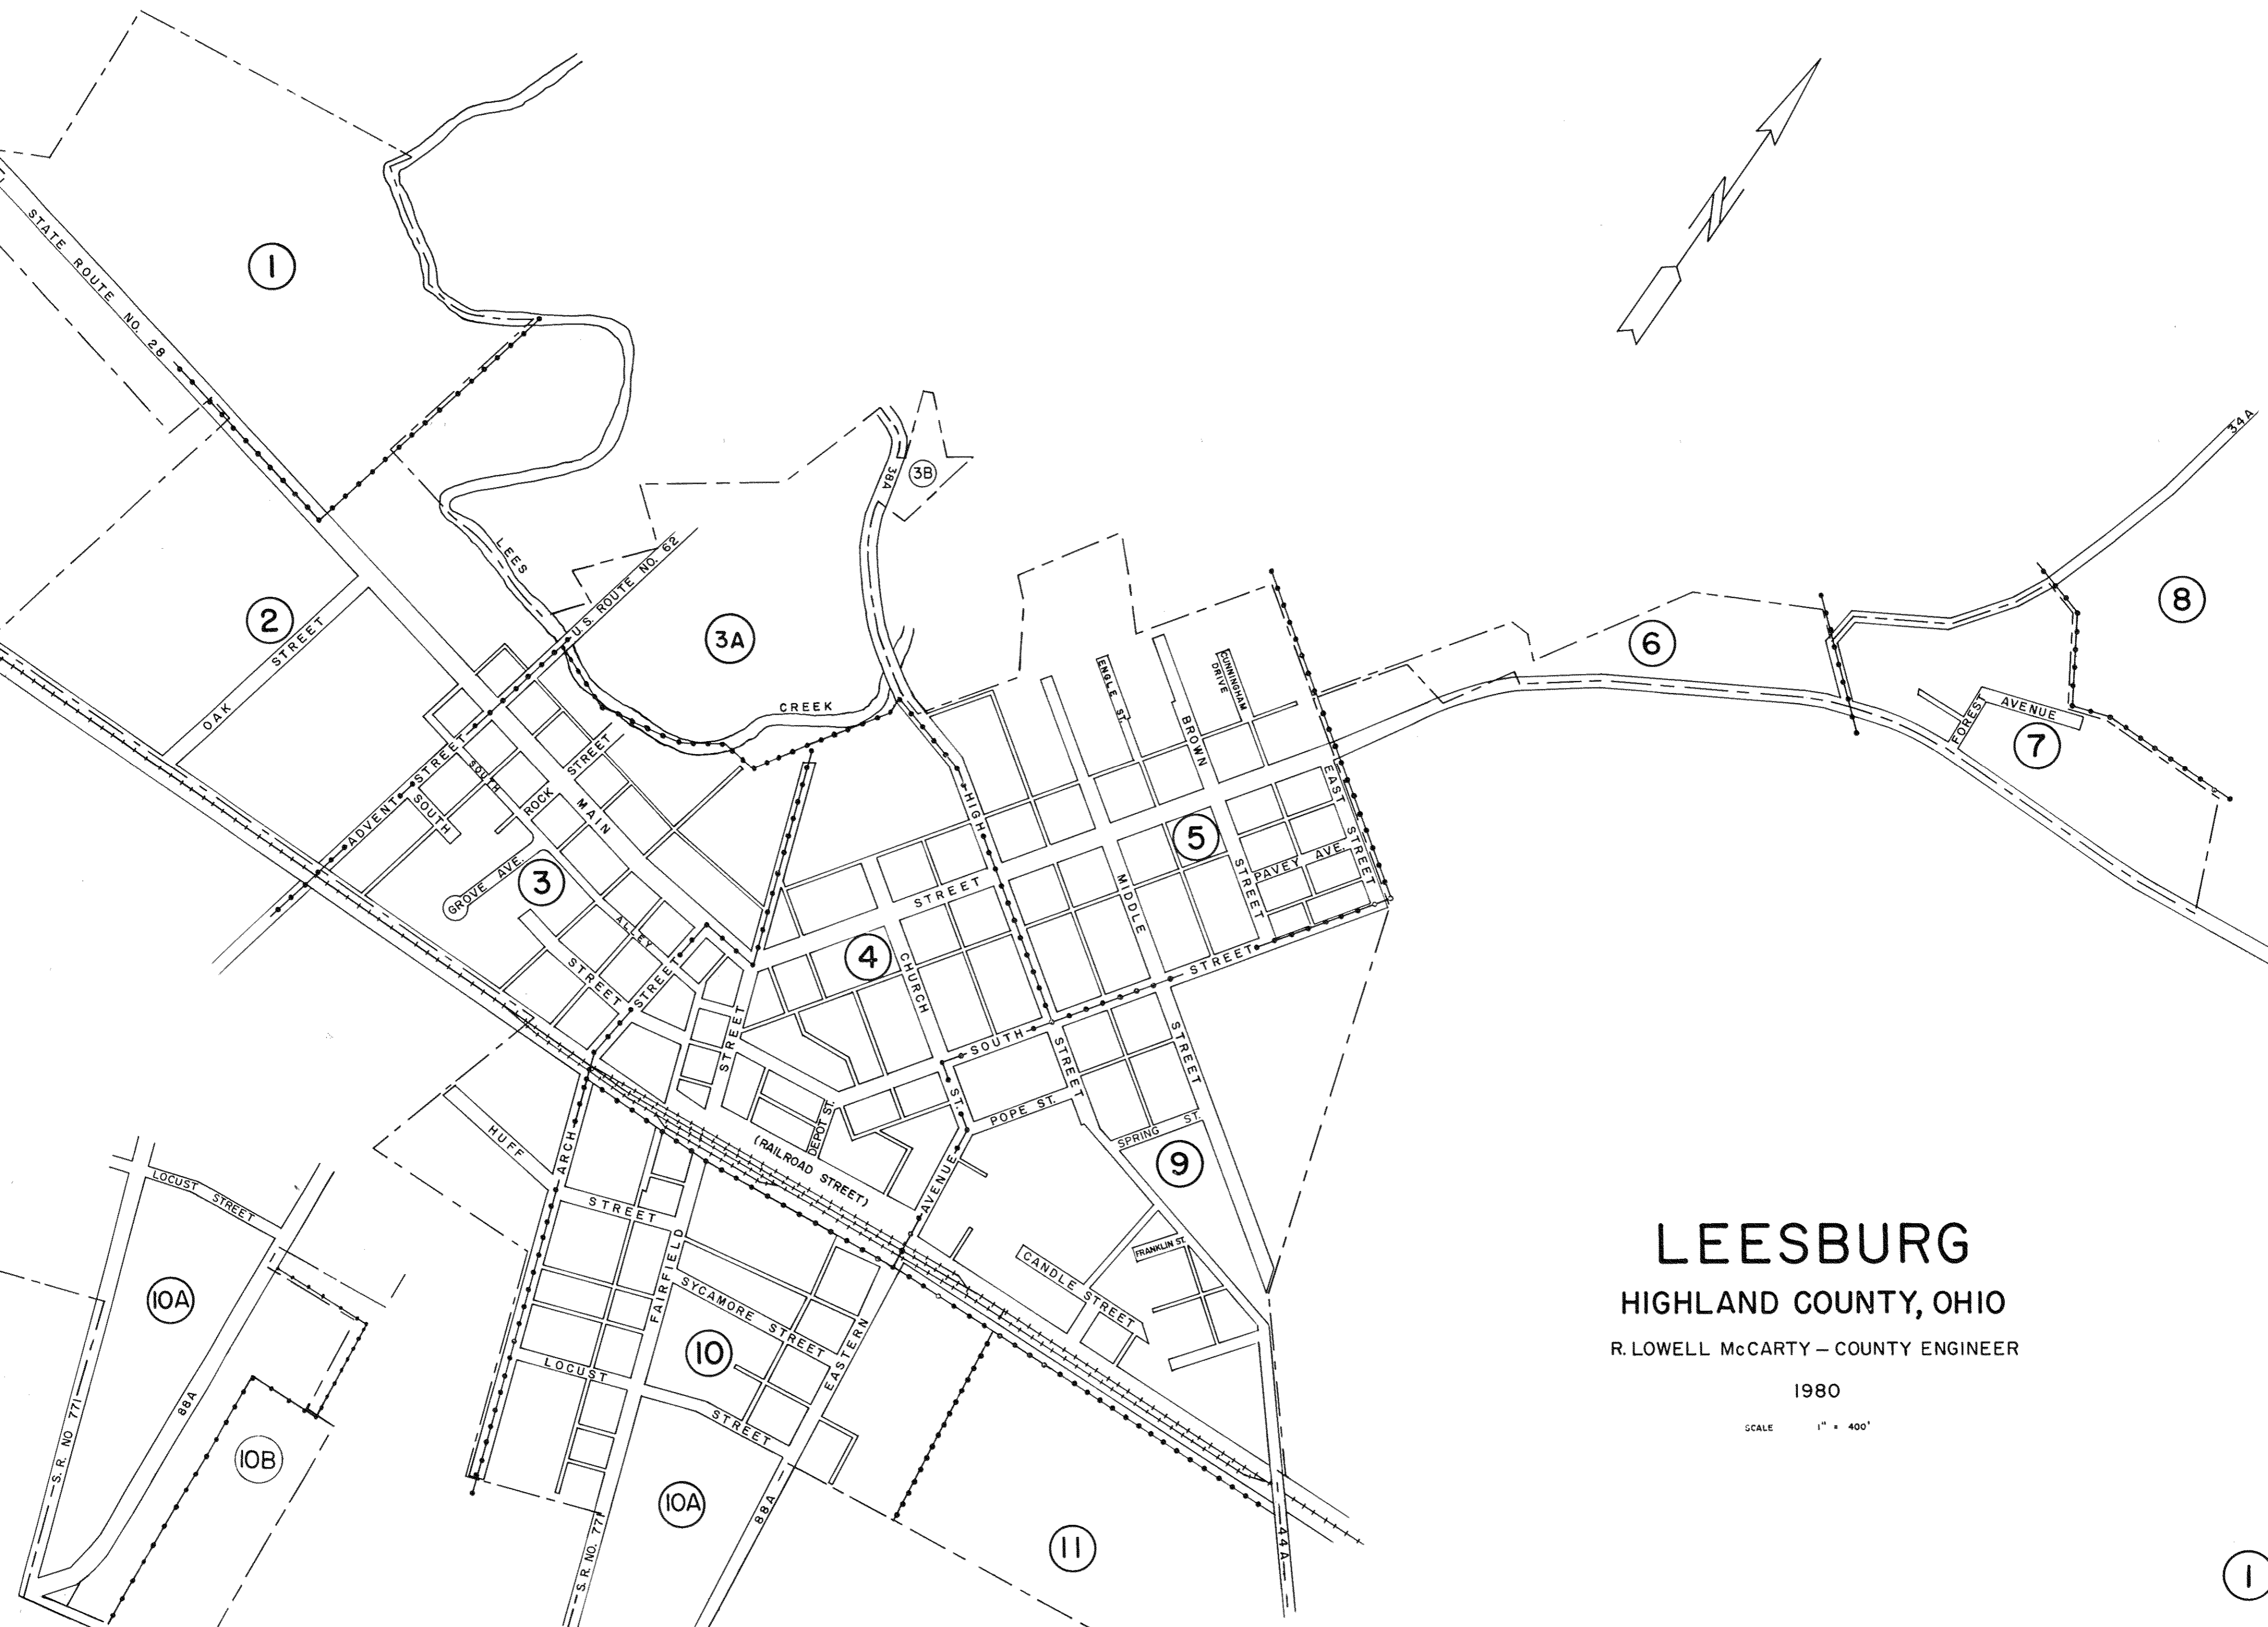 STATE ROUTE NO. 28
1
2
OAK STREET
LEES
CREEK
U.S. ROUTE NO. 62
3A
38A
3B
ADVENT STREET
SOUTH
SOUTH
ROCK STREET
MAIN
GROVE AVE.
3
ALLEY
STREET
STREET
STREET
HIGH
ENGLE ST.
BROWN
CUNNINGHAM
DRIVE
EAST
STREET
5
PAVEY AVE.
MIDDLE
STREET
STREET
4
CHURCH
SOUTH
STREET
STREET
STREET
ST.
POPE ST.
SPRING ST.
9
DEPOT ST.
(RAILROAD STREET)
AVENUE
EASTERN
CANDLE STREET
FRANKLIN ST.
6
34A
8
FOREST
AVENUE
7
HUFF
STREET
ARCH
FAIRFIELD
SYCAMORE STREET
10
LOCUST
STREET
S.R. NO. 771
10A
88A
11
44A
LOCUST STREET
10A
S.R. NO 771
88A
10B
N
LEESBURG
HIGHLAND COUNTY, OHIO
R. LOWELL McCARTY – COUNTY ENGINEER
1980
SCALE 1" = 400'
1